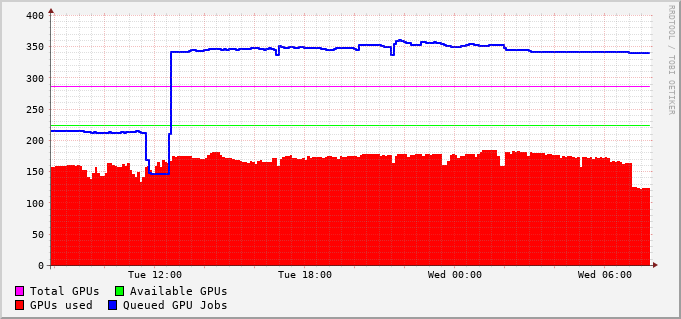 400
350
300
250
200
150
100
50
0
Tue 12:00 Tue 18:00 Wed 00:00 Wed 06:00
Total GPUs Available GPUs
GPUs used Queued GPU Jobs
RRDTOOL / TOBI OETIKER